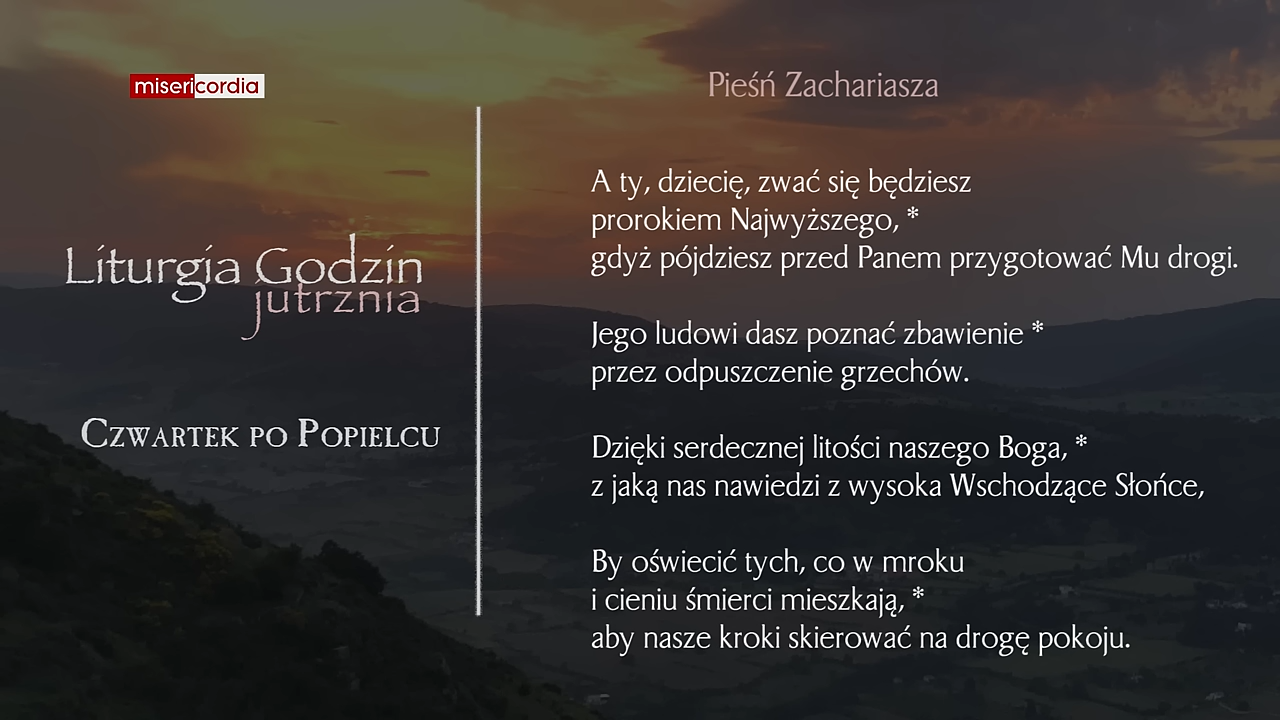 misericordia
Liturgia Godzin
jutrznia
Czwartek po Popielcu
Pieśń Zachariasza
A ty, dziecię, zwać się będziesz
prorokiem Najwyższego, *
gdyż pójdziesz przed Panem przygotować Mu drogi.
Jego ludowi dasz poznać zbawienie *
przez odpuszczenie grzechów.
Dzięki serdecznej litości naszego Boga, *
z jaką nas nawiedzi z wysoka Wschodzące Słońce,
By oświecić tych, co w mroku
i cieniu śmierci mieszkają, *
aby nasze kroki skierować na drogę pokoju.